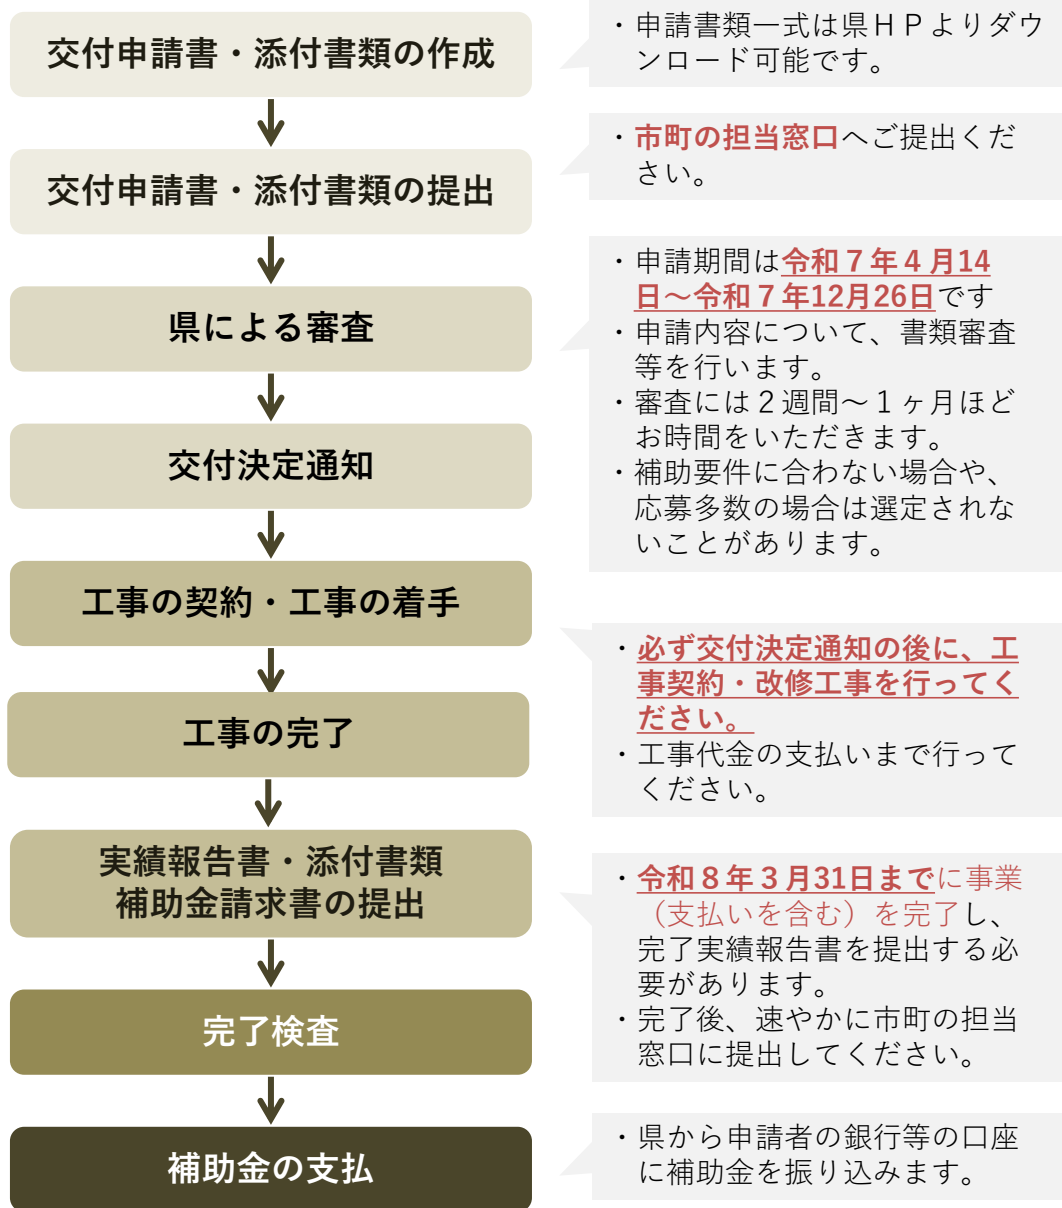 交付申請書・添付書類の作成
・申請書類一式は県ＨＰよりダウ
ンロード可能です。
交付申請書・添付書類の提出
・市町の担当窓口へご提出くだ
さい。
県による審査
・申請期間は令和７年４月14
日～令和７年12月26日です
・申請内容について、書類審査
等を行います。
・審査には２週間～１ヶ月ほど
お時間をいただきます。
・補助要件に合わない場合や、
応募多数の場合は選定されな
いことがあります。
交付決定通知
工事の契約・工事の着手
・必ず交付決定通知の後に、工
事契約・改修工事を行ってく
ださい。
・工事代金の支払いまで行って
ください。
工事の完了
実績報告書・添付書類
補助金請求書の提出
・令和８年３月31日までに事業
（支払いを含む）を完了し、
完了実績報告書を提出する必
要があります。
・完了後、速やかに市町の担当
窓口に提出してください。
完了検査
補助金の支払
・県から申請者の銀行等の口座
に補助金を振り込みます。